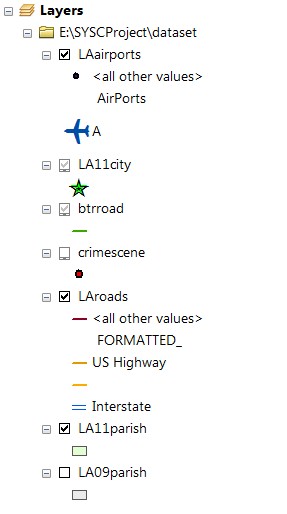 Layers
E:\SYSCProject\dataset
LAairports
<all other values>
AirPorts
A
LA11city
btrroad
crimescene
LAroads
<all other values>
FORMATTED_
US Highway
Interstate
LA11parish
LA09parish